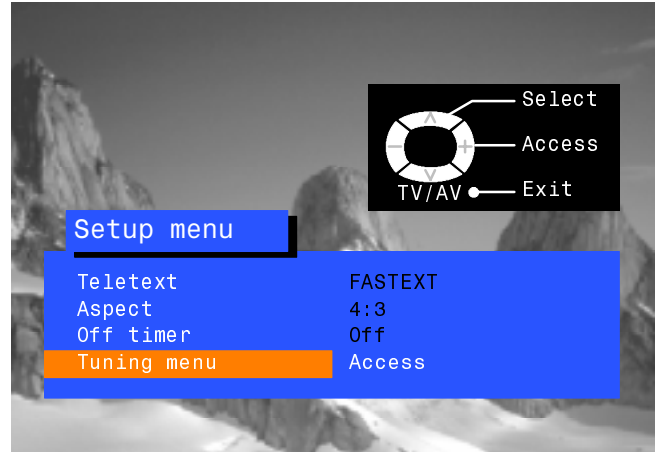 Select
Access
TV/AV Exit
Setup menu
Teletext FASTEXT
Aspect 4:3
Off timer Off
Tuning menu Access